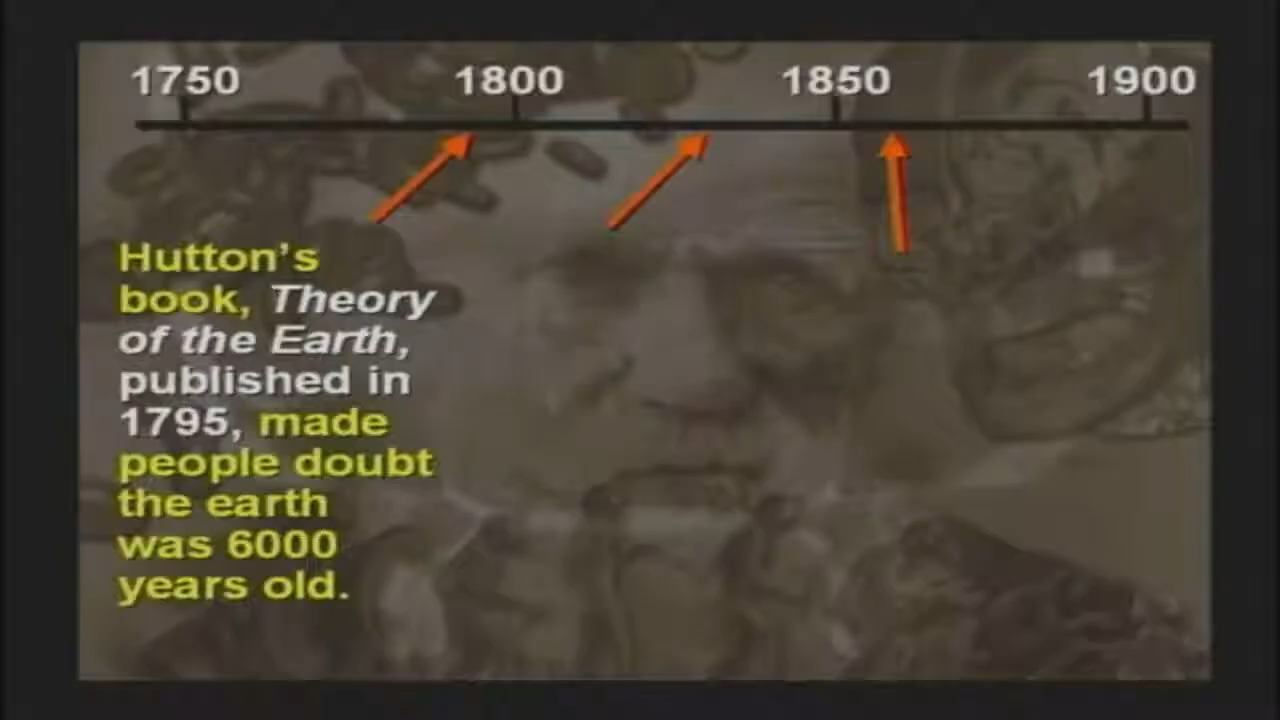 1750 1800 1850 1900
Hutton's
book, Theory
of the Earth,
published in
1795, made
people doubt
the earth
was 6000
years old.